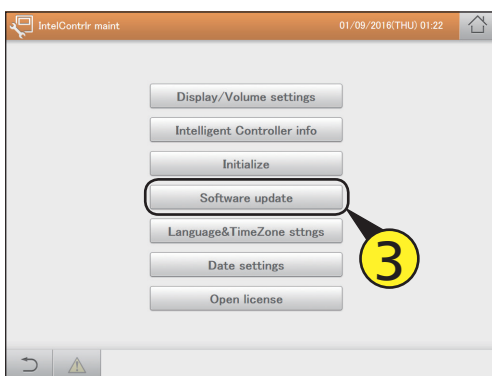 IntelContrlr maint 01/09/2016(THU) 01:22
Display/Volume settings
Intelligent Controller info
Initialize
Software update
Language&TimeZone sttngs
3
Date settings
Open license